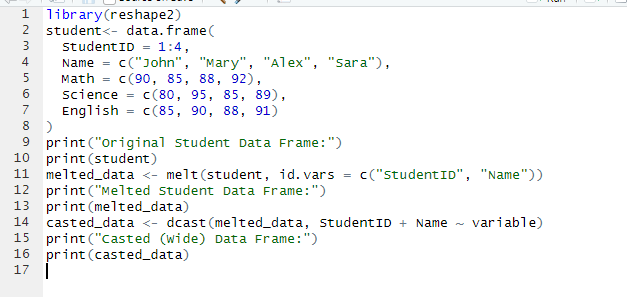 1 library(reshape2)
2 student<- data.frame(
3   StudentID = 1:4,
4   Name = c("John", "Mary", "Alex", "Sara"),
5   Math = c(90, 85, 88, 92),
6   Science = c(80, 95, 85, 89),
7   English = c(85, 90, 88, 91)
8 )
9 print("Original Student Data Frame:")
10 print(student)
11 melted_data <- melt(student, id.vars = c("StudentID", "Name"))
12 print("Melted Student Data Frame:")
13 print(melted_data)
14 casted_data <- dcast(melted_data, StudentID + Name ~ variable)
15 print("Casted (Wide) Data Frame:")
16 print(casted_data)
17